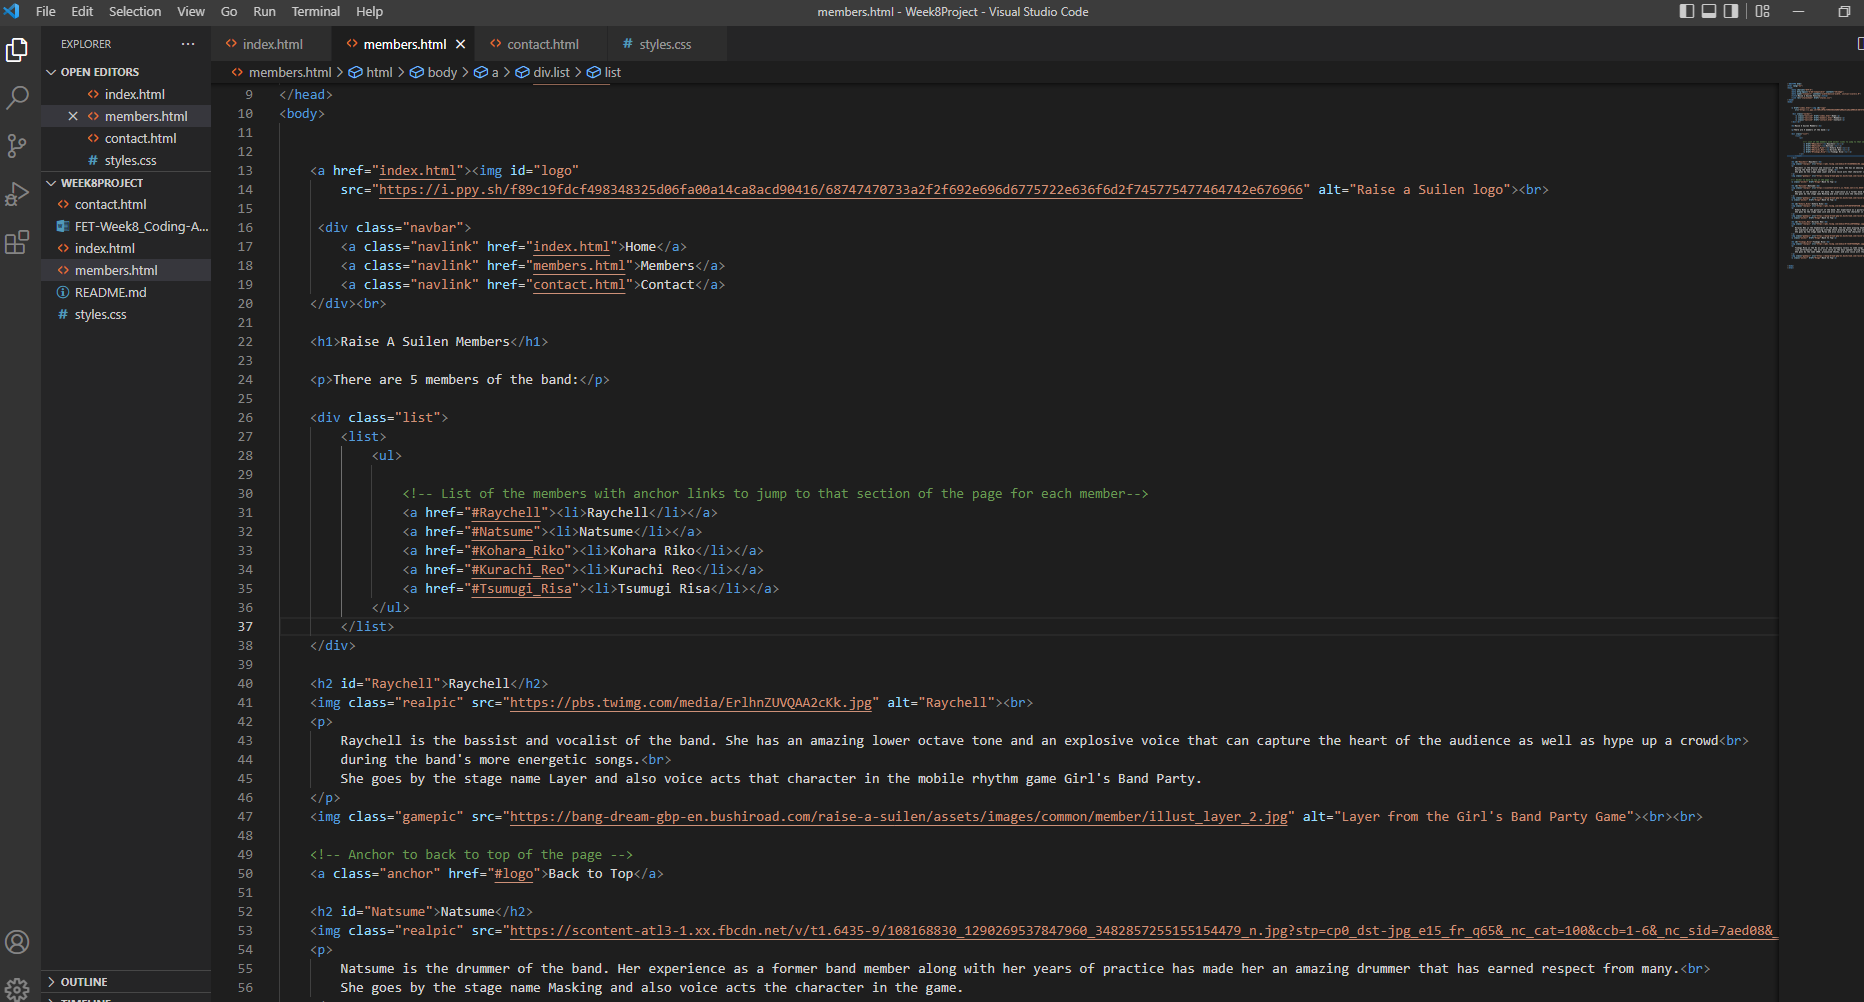 File Edit Selection View Go Run Terminal Help
members.html - Week8Project - Visual Studio Code
EXPLORER ···
OPEN EDITORS
index.html
members.html
contact.html
# styles.css
WEEK8PROJECT
contact.html
FET-Week8_Coding-A...
index.html
members.html
README.md
# styles.css
OUTLINE
TIMELINE
index.html members.html contact.html # styles.css
members.html > html > body > a > div.list > list
9 </head>
10 <body>
11
12
13 <a href="index.html"><img id="logo"
14 src="https://i.ppy.sh/f89c19fdcf498348325d06fa00a14ca8acd90416/68747470733a2f2f692e696d6775722e636f6d2f745775477464742e676966" alt="Raise a Suilen logo"><br>
15
16 <div class="navbar">
17 <a class="navlink" href="index.html">Home</a>
18 <a class="navlink" href="members.html">Members</a>
19 <a class="navlink" href="contact.html">Contact</a>
20 </div><br>
21
22 <h1>Raise A Suilen Members</h1>
23
24 <p>There are 5 members of the band:</p>
25
26 <div class="list">
27 <list>
28 <ul>
29
30 <!-- List of the members with anchor links to jump to that section of the page for each member-->
31 <a href="#Raychell"><li>Raychell</li></a>
32 <a href="#Natsume"><li>Natsume</li></a>
33 <a href="#Kohara_Riko"><li>Kohara Riko</li></a>
34 <a href="#Kurachi_Reo"><li>Kurachi Reo</li></a>
35 <a href="#Tsumugi_Risa"><li>Tsumugi Risa</li></a>
36 </ul>
37 </list>
38 </div>
39
40 <h2 id="Raychell">Raychell</h2>
41 <img class="realpic" src="https://pbs.twimg.com/media/ErlhnZUVQAA2cKk.jpg" alt="Raychell"><br>
42 <p>
43 Raychell is the bassist and vocalist of the band. She has an amazing lower octave tone and an explosive voice that can capture the heart of the audience as well as hype up a crowd<br>
44 during the band's more energetic songs.<br>
45 She goes by the stage name Layer and also voice acts that character in the mobile rhythm game Girl's Band Party.
46 </p>
47 <img class="gamepic" src="https://bang-dream-gbp-en.bushiroad.com/raise-a-suilen/assets/images/common/member/illust_layer_2.jpg" alt="Layer from the Girl's Band Party Game"><br><br>
48
49 <!-- Anchor to back to top of the page -->
50 <a class="anchor" href="#logo">Back to Top</a>
51
52 <h2 id="Natsume">Natsume</h2>
53 <img class="realpic" src="https://scontent-atl3-1.xx.fbcdn.net/v/t1.6435-9/108168830_1290269537847960_3482857255155154479_n.jpg?stp=cp0_dst-jpg_e15_fr_q65&_nc_cat=100&ccb=1-6&_nc_sid=7aed08&_
54 <p>
55 Natsume is the drummer of the band. Her experience as a former band member along with her years of practice has made her an amazing drummer that has earned respect from many.<br>
56 She goes by the stage name Masking and also voice acts the character in the game.